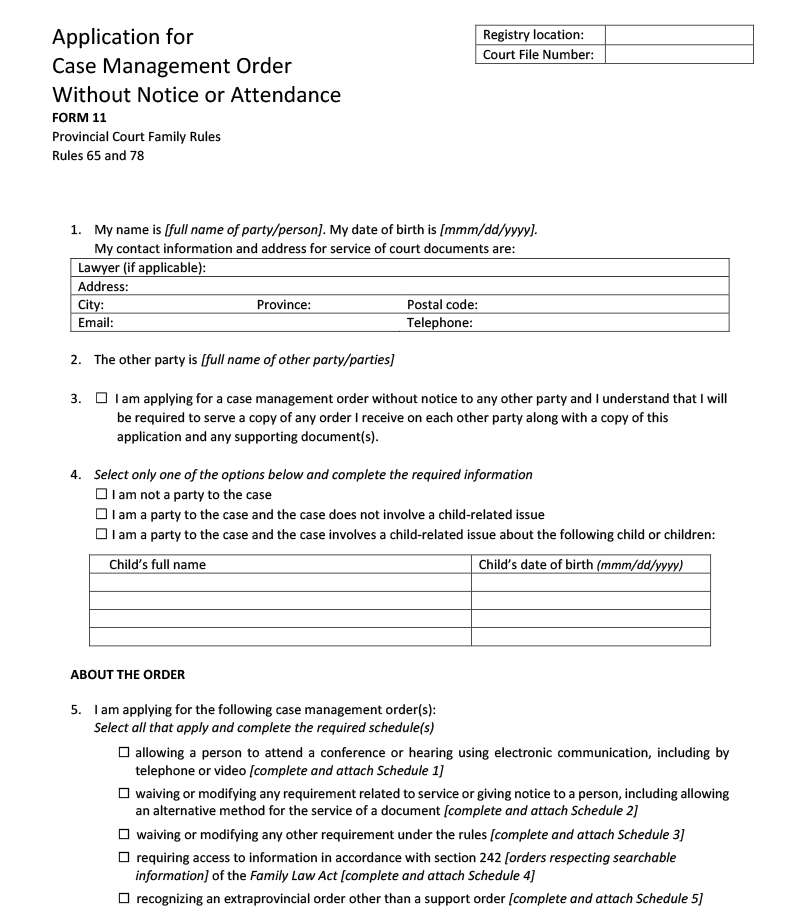 Application for
Case Management Order
Without Notice or Attendance
FORM 11
Provincial Court Family Rules
Rules 65 and 78
Registry location:
Court File Number:
1. My name is [full name of party/person]. My date of birth is [mmm/dd/yyyy].
My contact information and address for service of court documents are:
Lawyer (if applicable):
Address:
City: Province: Postal code:
Email: Telephone:
2. The other party is [full name of other party/parties]
3. ☐ I am applying for a case management order without notice to any other party and I understand that I will
be required to serve a copy of any order I receive on each other party along with a copy of this
application and any supporting document(s).
4. Select only one of the options below and complete the required information
☐ I am not a party to the case
☐ I am a party to the case and the case does not involve a child-related issue
☐ I am a party to the case and the case involves a child-related issue about the following child or children:
Child's full name Child's date of birth (mmm/dd/yyyy)
ABOUT THE ORDER
5. I am applying for the following case management order(s):
Select all that apply and complete the required schedule(s)
☐ allowing a person to attend a conference or hearing using electronic communication, including by
telephone or video [complete and attach Schedule 1]
☐ waiving or modifying any requirement related to service or giving notice to a person, including allowing
an alternative method for the service of a document [complete and attach Schedule 2]
☐ waiving or modifying any other requirement under the rules [complete and attach Schedule 3]
☐ requiring access to information in accordance with section 242 [orders respecting searchable
information] of the Family Law Act [complete and attach Schedule 4]
☐ recognizing an extraprovincial order other than a support order [complete and attach Schedule 5]